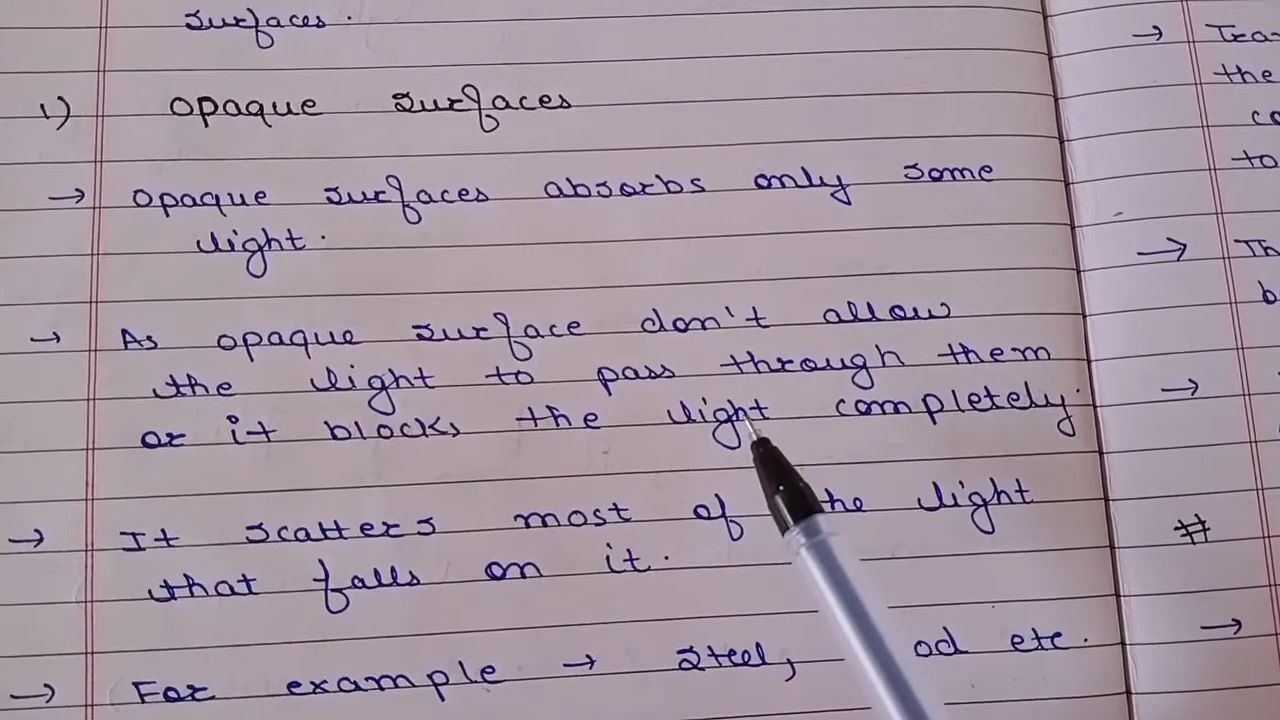 surfaces.
1) opaque surfaces
→ opaque surfaces absorbs only some
light.
→ As opaque surface don't allow
the light to pass through them
or it blocks the light completely.
→ It scatters most of the light
that falls on it.
→ For example → Steel, etc.
→
the
to
→
→
#
→